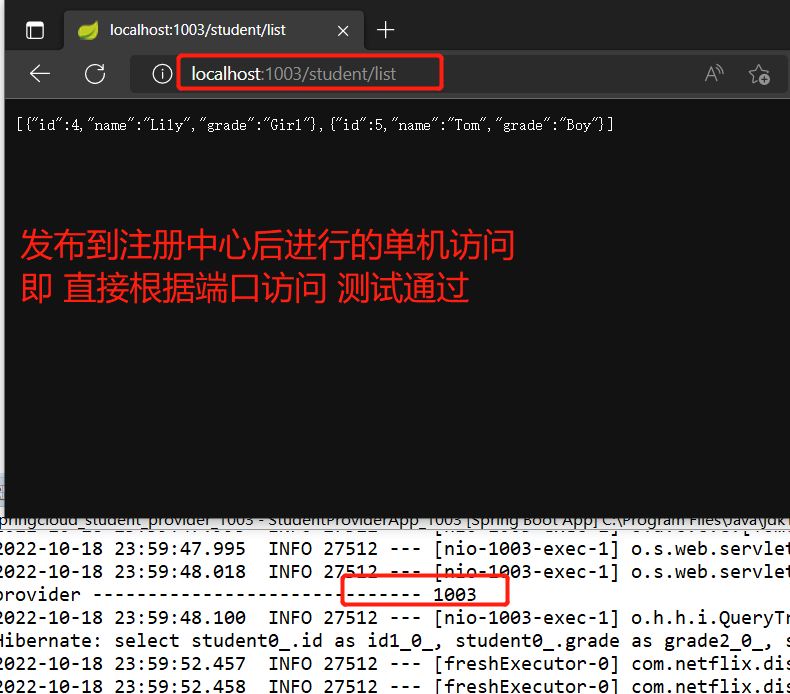 localhost:1003/student/list
localhost:1003/student/list
[{"id":4,"name":"Lily","grade":"Girl"},{"id":5,"name":"Tom","grade":"Boy"}]
发布到注册中心后进行的单机访问
即 直接根据端口访问 测试通过
pringcloud_student_provider_1003 - StudentProviderApp_1003 [Spring Boot App] C:\Program Files\Java\jdk1
2022-10-18 23:59:47.995 INFO 27512 --- [nio-1003-exec-1] o.s.web.servlet
2022-10-18 23:59:48.018 INFO 27512 --- [nio-1003-exec-1] o.s.web.servlet
provider ------------------------------ 1003
2022-10-18 23:59:48.100 INFO 27512 --- [nio-1003-exec-1] o.h.h.i.QueryTr
Hibernate: select student0_.id as id1_0_, student0_.grade as grade2_0_, s
2022-10-18 23:59:52.457 INFO 27512 --- [freshExecutor-0] com.netflix.dis
2022-10-18 23:59:52.458 INFO 27512 --- [freshExecutor-0] com.netflix.dis